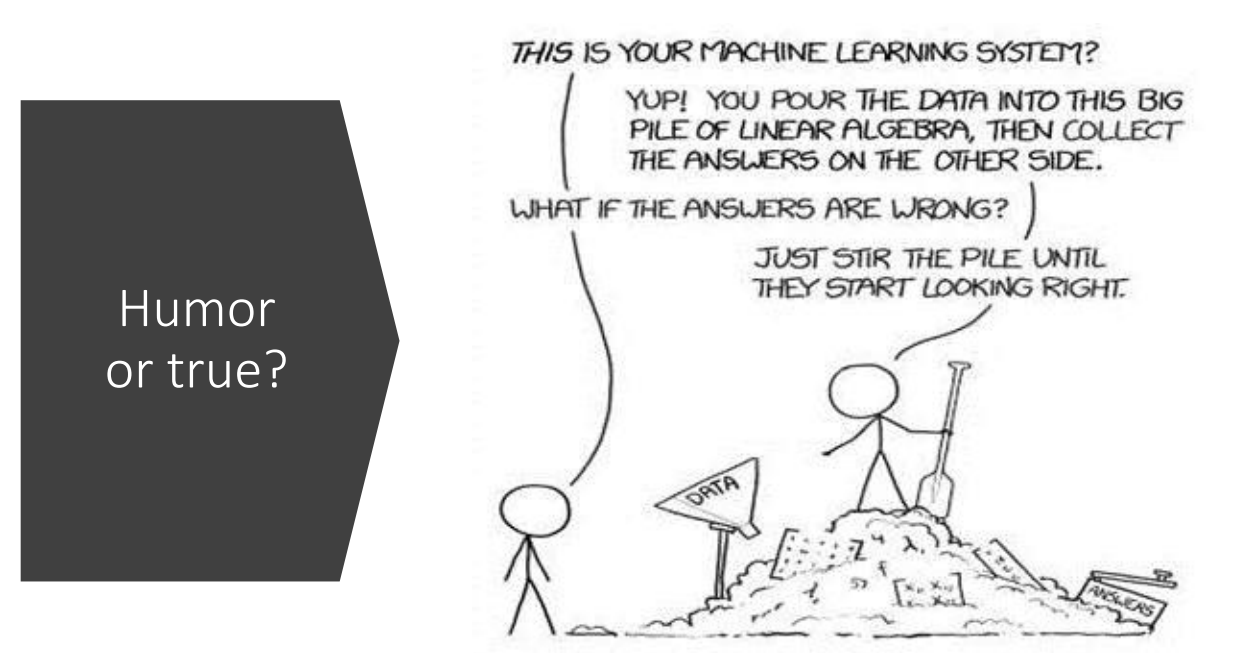 Humor
or true?
THIS IS YOUR MACHINE LEARNING SYSTEM?
YUP! YOU POUR THE DATA INTO THIS BIG
PILE OF LINEAR ALGEBRA, THEN COLLECT
THE ANSWERS ON THE OTHER SIDE.
WHAT IF THE ANSWERS ARE WRONG?
JUST STIR THE PILE UNTIL
THEY START LOOKING RIGHT.
DATA
ANSWERS